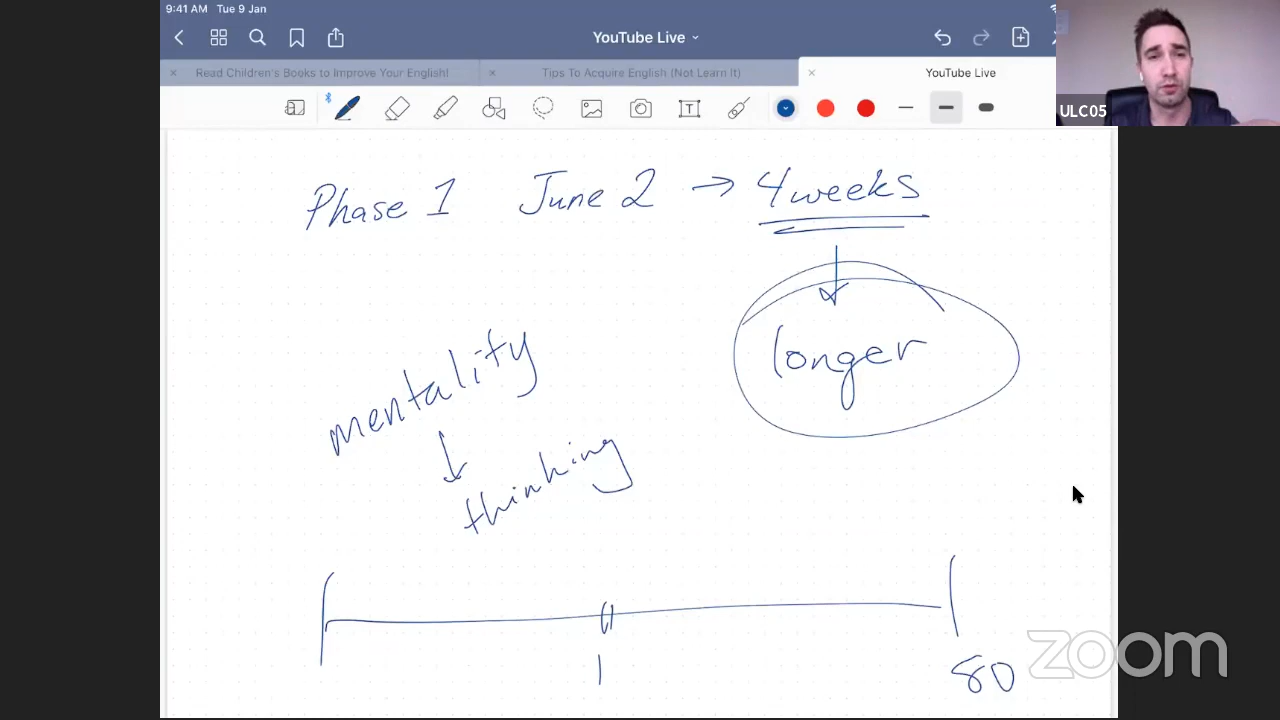 9:41 AM Tue 9 Jan
YouTube Live
Read Children's Books to Improve Your English!
Tips To Acquire English (Not Learn It)
YouTube Live
ULC05
Phase 1 June 2 → 4 weeks
longer
mentality
thinking
1
80
zoom